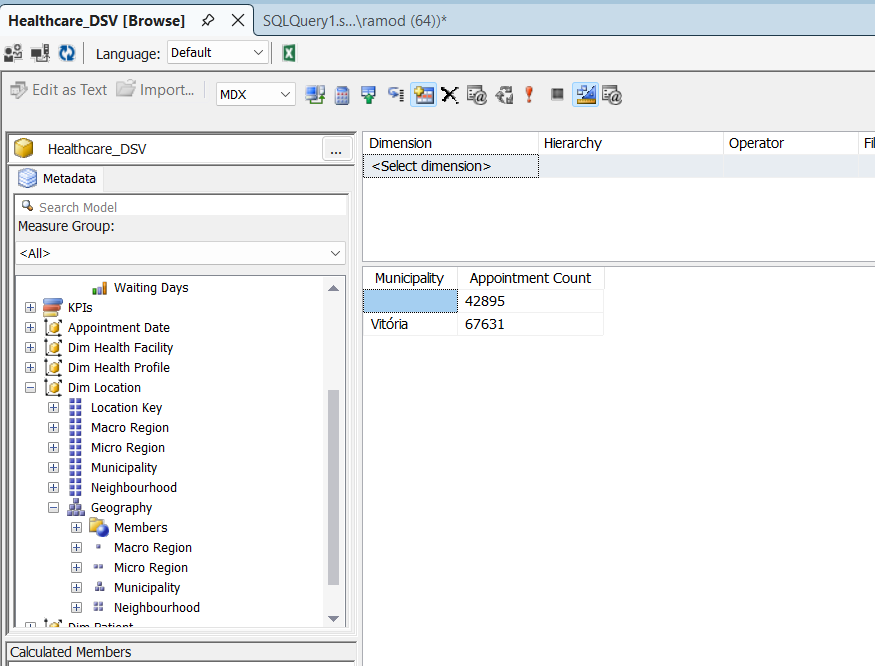 Healthcare_DSV [Browse]
SQLQuery1.s...\ramod (64))*
Language: Default
Edit as Text Import...
MDX
Healthcare_DSV
...
Metadata
Search Model
Measure Group:
<All>
Waiting Days
KPIs
Appointment Date
Dim Health Facility
Dim Health Profile
Dim Location
Location Key
Macro Region
Micro Region
Municipality
Neighbourhood
Geography
Members
Macro Region
Micro Region
Municipality
Neighbourhood
Dim Patient
Calculated Members
Dimension Hierarchy Operator Fil
<Select dimension>
Municipality Appointment Count
42895
Vitória 67631